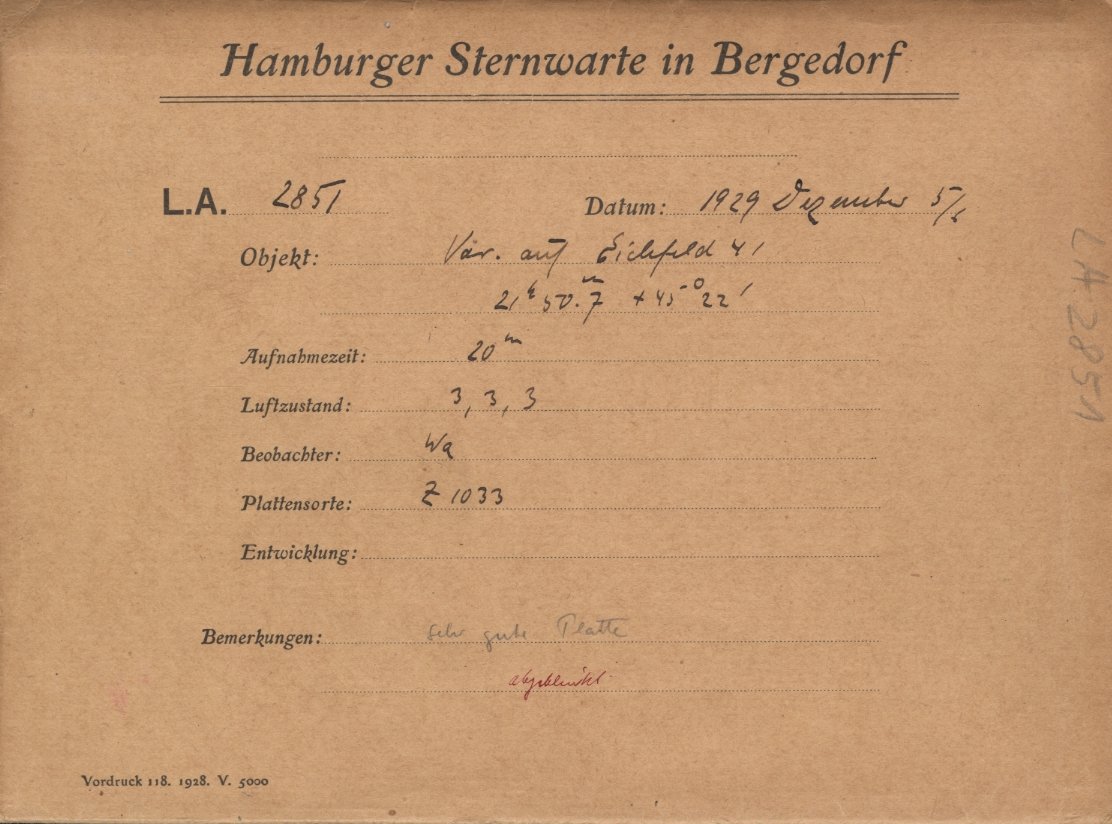 Hamburger Sternwarte in Bergedorf
L.A. 2851
Datum: 1929 Dezember 5/6
Objekt: Var. auf Eichfeld 41
21h 50.m7 +45° 22'
Aufnahmezeit: 20m
Luftzustand: 3, 3, 3
Beobachter: Wa
Plattensorte: Z 1033
Entwicklung:
Bemerkungen: Sehr gute Platte
abgeblinkt
Vordruck 118. 1928. V. 5000
LA 2851